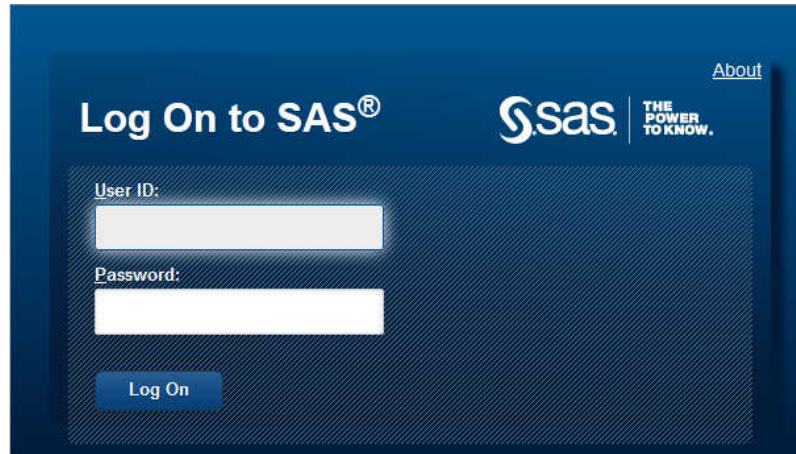 About
Log On to SAS®
sas
THE
POWER
TO KNOW.
User ID:
Password:
Log On